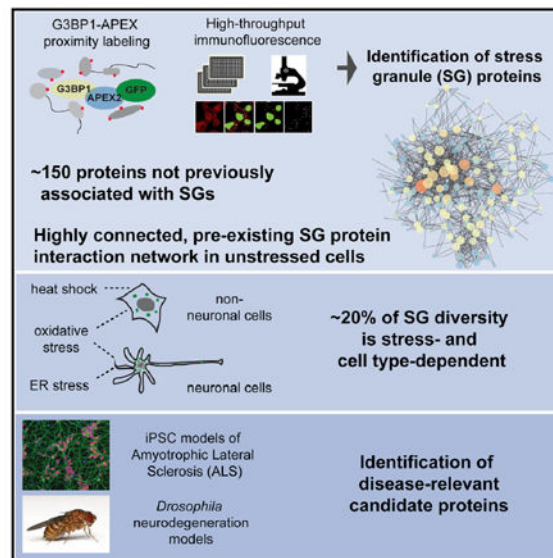 G3BP1-APEX
proximity labeling
G3BP1
APEX2
GFP
High-throughput
immunofluorescence
Identification of stress
granule (SG) proteins
~150 proteins not previously
associated with SGs
Highly connected, pre-existing SG protein
interaction network in unstressed cells
heat shock
oxidative
stress
ER stress
non-
neuronal cells
neuronal cells
~20% of SG diversity
is stress- and
cell type-dependent
iPSC models of
Amyotrophic Lateral
Sclerosis (ALS)
Drosophila
neurodegeneration
models
Identification of
disease-relevant
candidate proteins